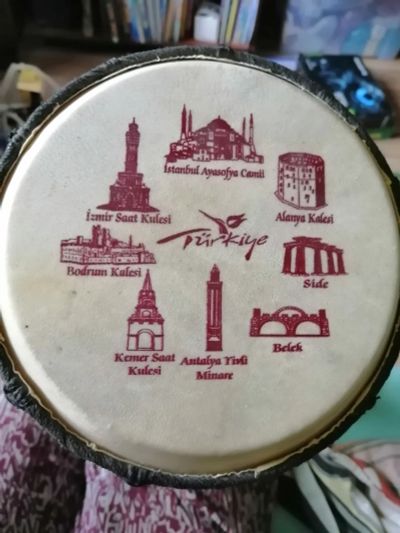 İstanbul Ayasofya Camii
İzmir Saat Kulesi
Alanya Kalesi
Türkiye
Bodrum Kalesi
Side
Kemer Saat
Kulesi
Antalya Yivli
Minare
Belek